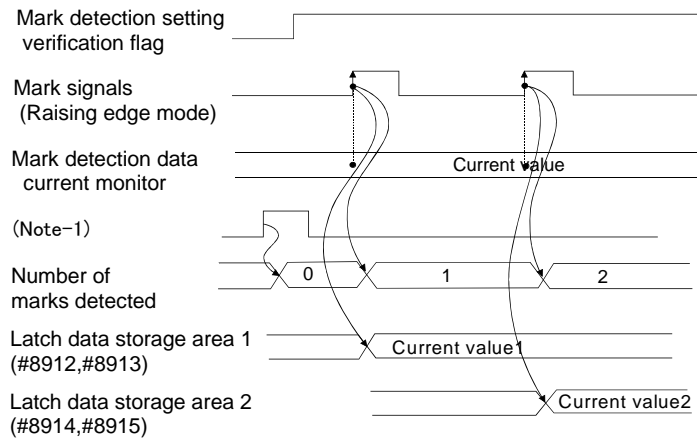 Mark detection setting
verification flag
Mark signals
(Raising edge mode)
Mark detection data
current monitor
Current value
(Note-1)
Number of
marks detected
0
1
2
Latch data storage area 1
(#8912,#8913)
Current value1
Latch data storage area 2
(#8914,#8915)
Current value2